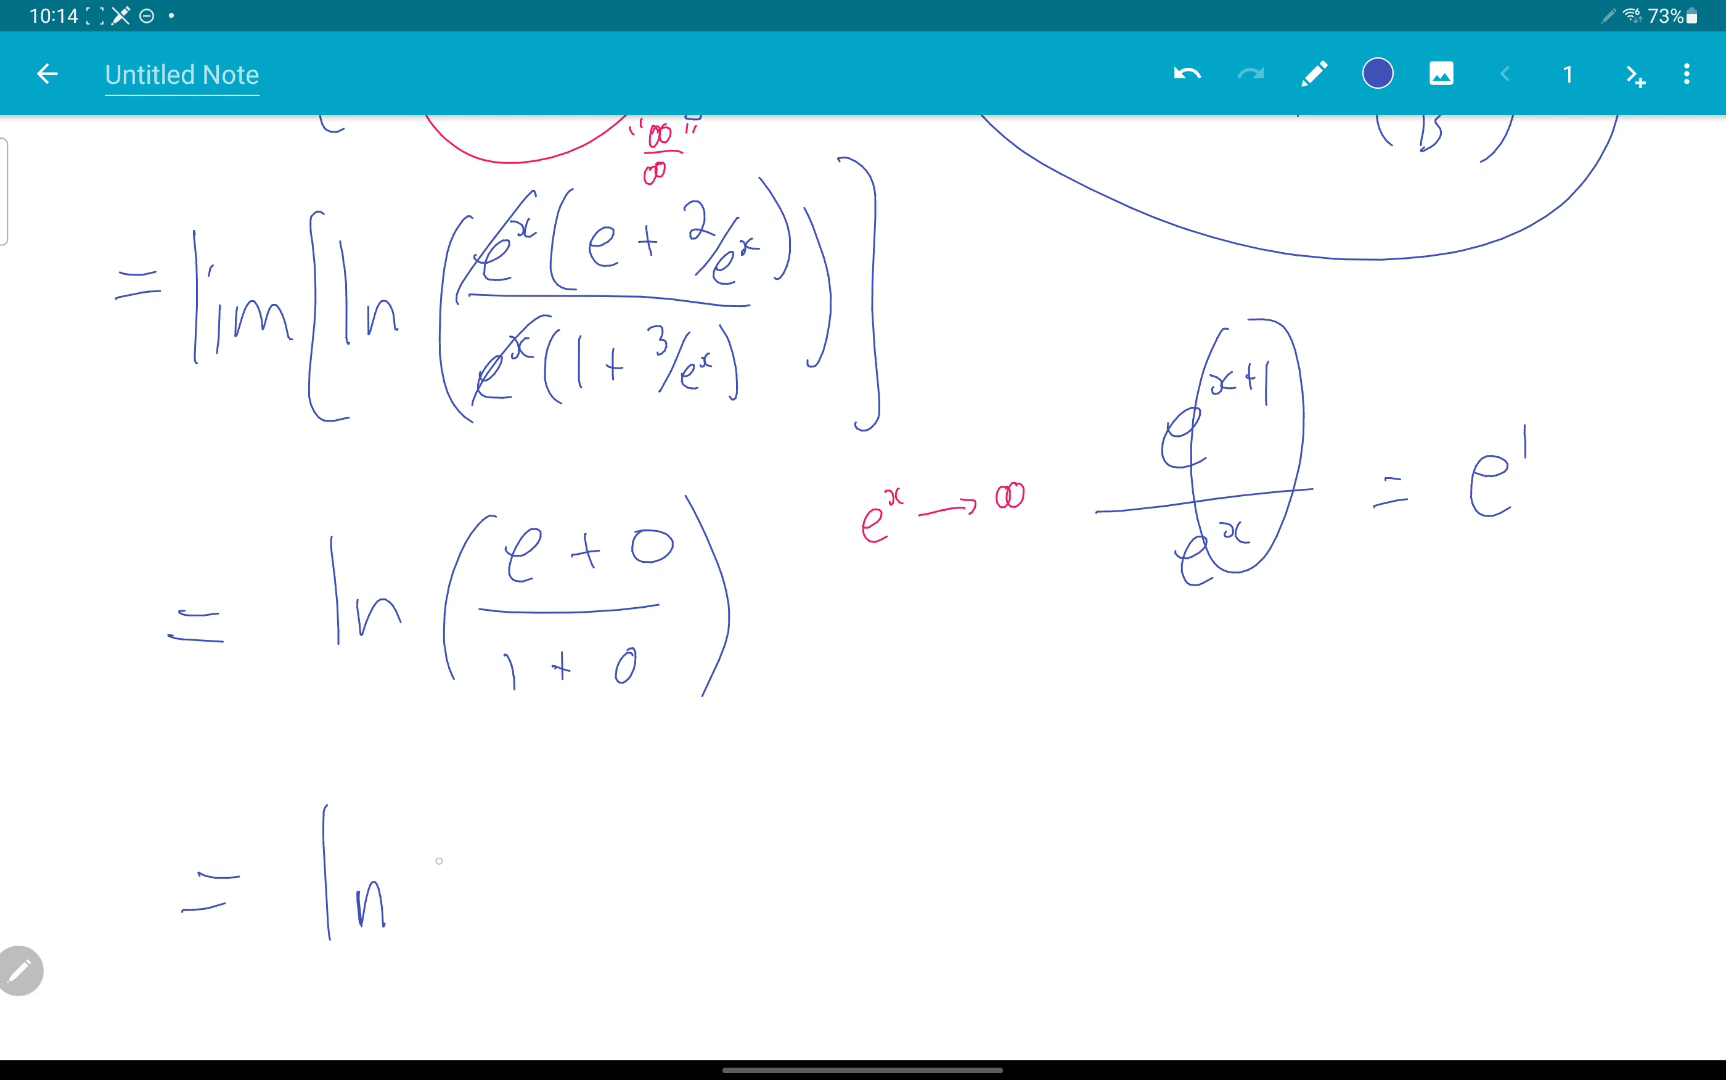 10:14 73%
Untitled Note 1
"∞/∞" (B)
= lim [ ln ( e^x (e + 2/e^x) / e^x (1 + 3/e^x) ) ]
e^x → ∞ e^(x+1) / e^x = e^1
= ln ( e + 0 / 1 + 0 )
= ln